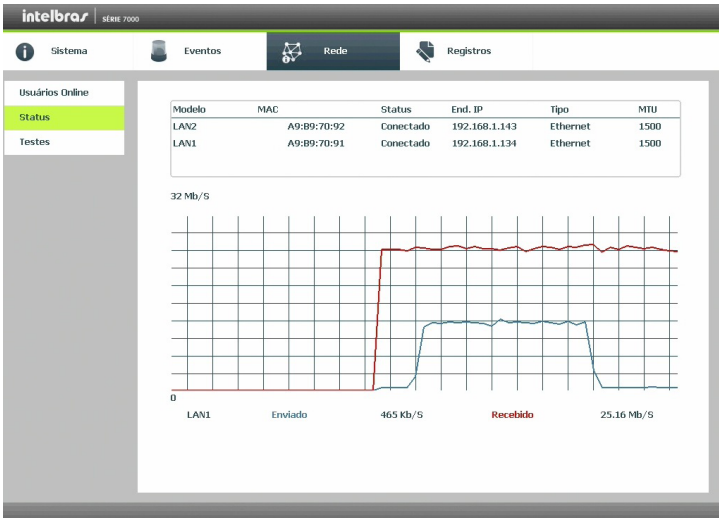 intelbras SÉRIE 7000
Sistema Eventos Rede Registros
Usuários Online
Status
Testes
Modelo MAC Status End. IP Tipo MTU
LAN2 A9:B9:70:92 Conectado 192.168.1.143 Ethernet 1500
LAN1 A9:B9:70:91 Conectado 192.168.1.134 Ethernet 1500
32 Mb/S
0
LAN1 Enviado 465 Kb/S Recebido 25.16 Mb/S